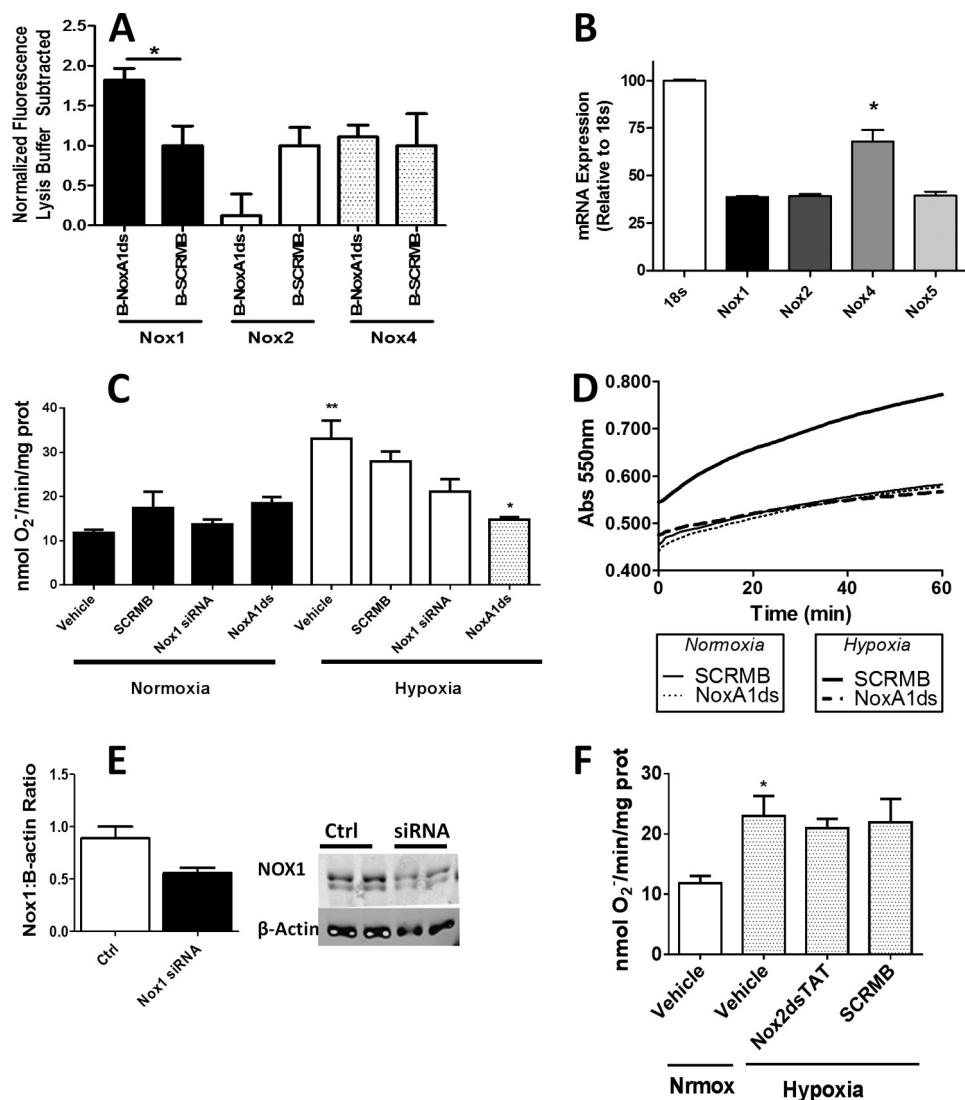 A
Normalized Fluorescence
Lysis Buffer Subtracted
2.5
2.0
1.5
1.0
0.5
0.0
*
B-NoxA1ds
B-SCRMB
B-NoxA1ds
B-SCRMB
B-NoxA1ds
B-SCRMB
Nox1
Nox2
Nox4
B
mRNA Expression
(Relative to 18s)
100
75
50
25
0
*
18s
Nox1
Nox2
Nox4
Nox5
C
nmol O2-/min/mg prot
40
30
20
10
0
**
*
Vehicle
SCRMB
Nox1 siRNA
NoxA1ds
Vehicle
SCRMB
Nox1 siRNA
NoxA1ds
Normoxia
Hypoxia
D
Abs 550nm
0.800
0.700
0.600
0.500
0.400
0
20
40
60
Time (min)
Normoxia
SCRMB
NoxA1ds
Hypoxia
SCRMB
NoxA1ds
E
Nox1:B-actin Ratio
1.5
1.0
0.5
0.0
Ctrl
Nox1 siRNA
Ctrl
siRNA
NOX1
β-Actin
F
nmol O2-/min/mg prot
30
20
10
0
*
Vehicle
Vehicle
Nox2dsTAT
SCRMB
Nrmox
Hypoxia